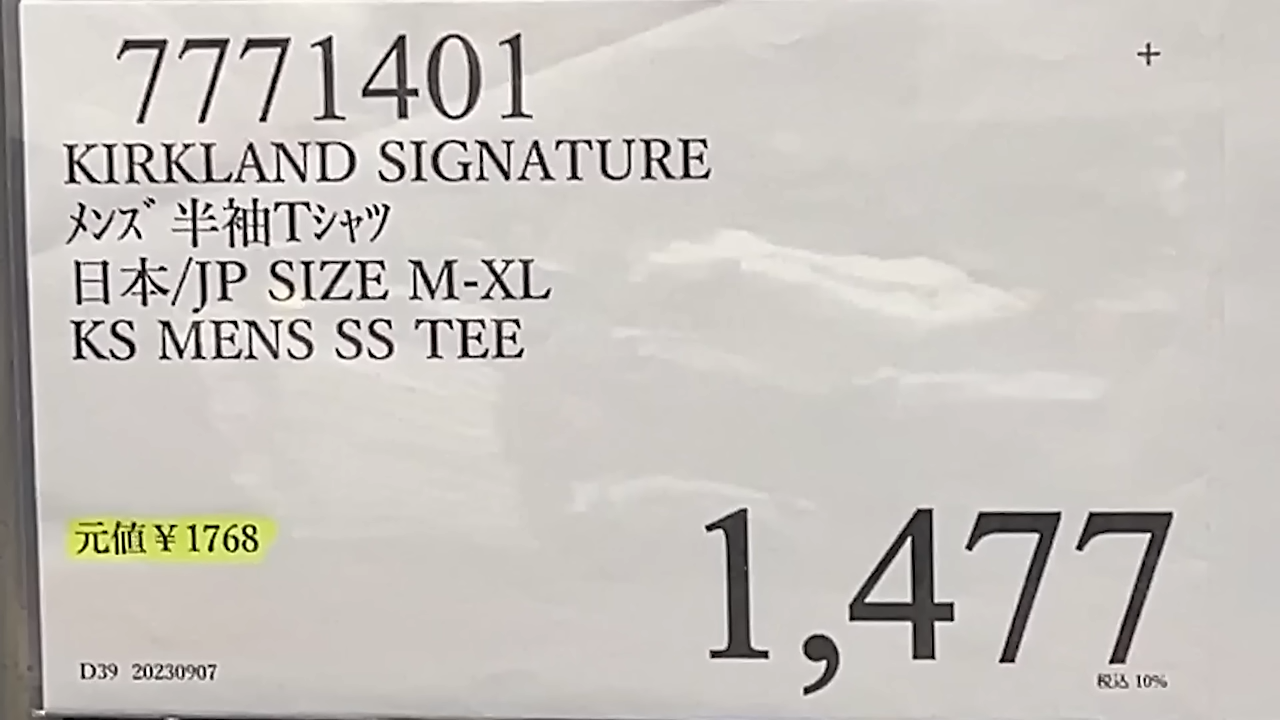 7771401
+
KIRKLAND SIGNATURE
ﾒﾝｽﾞ 半袖Tｼｬﾂ
日本/JP SIZE M-XL
KS MENS SS TEE
元値￥1768
1,477
D39 20230907
税込 10%